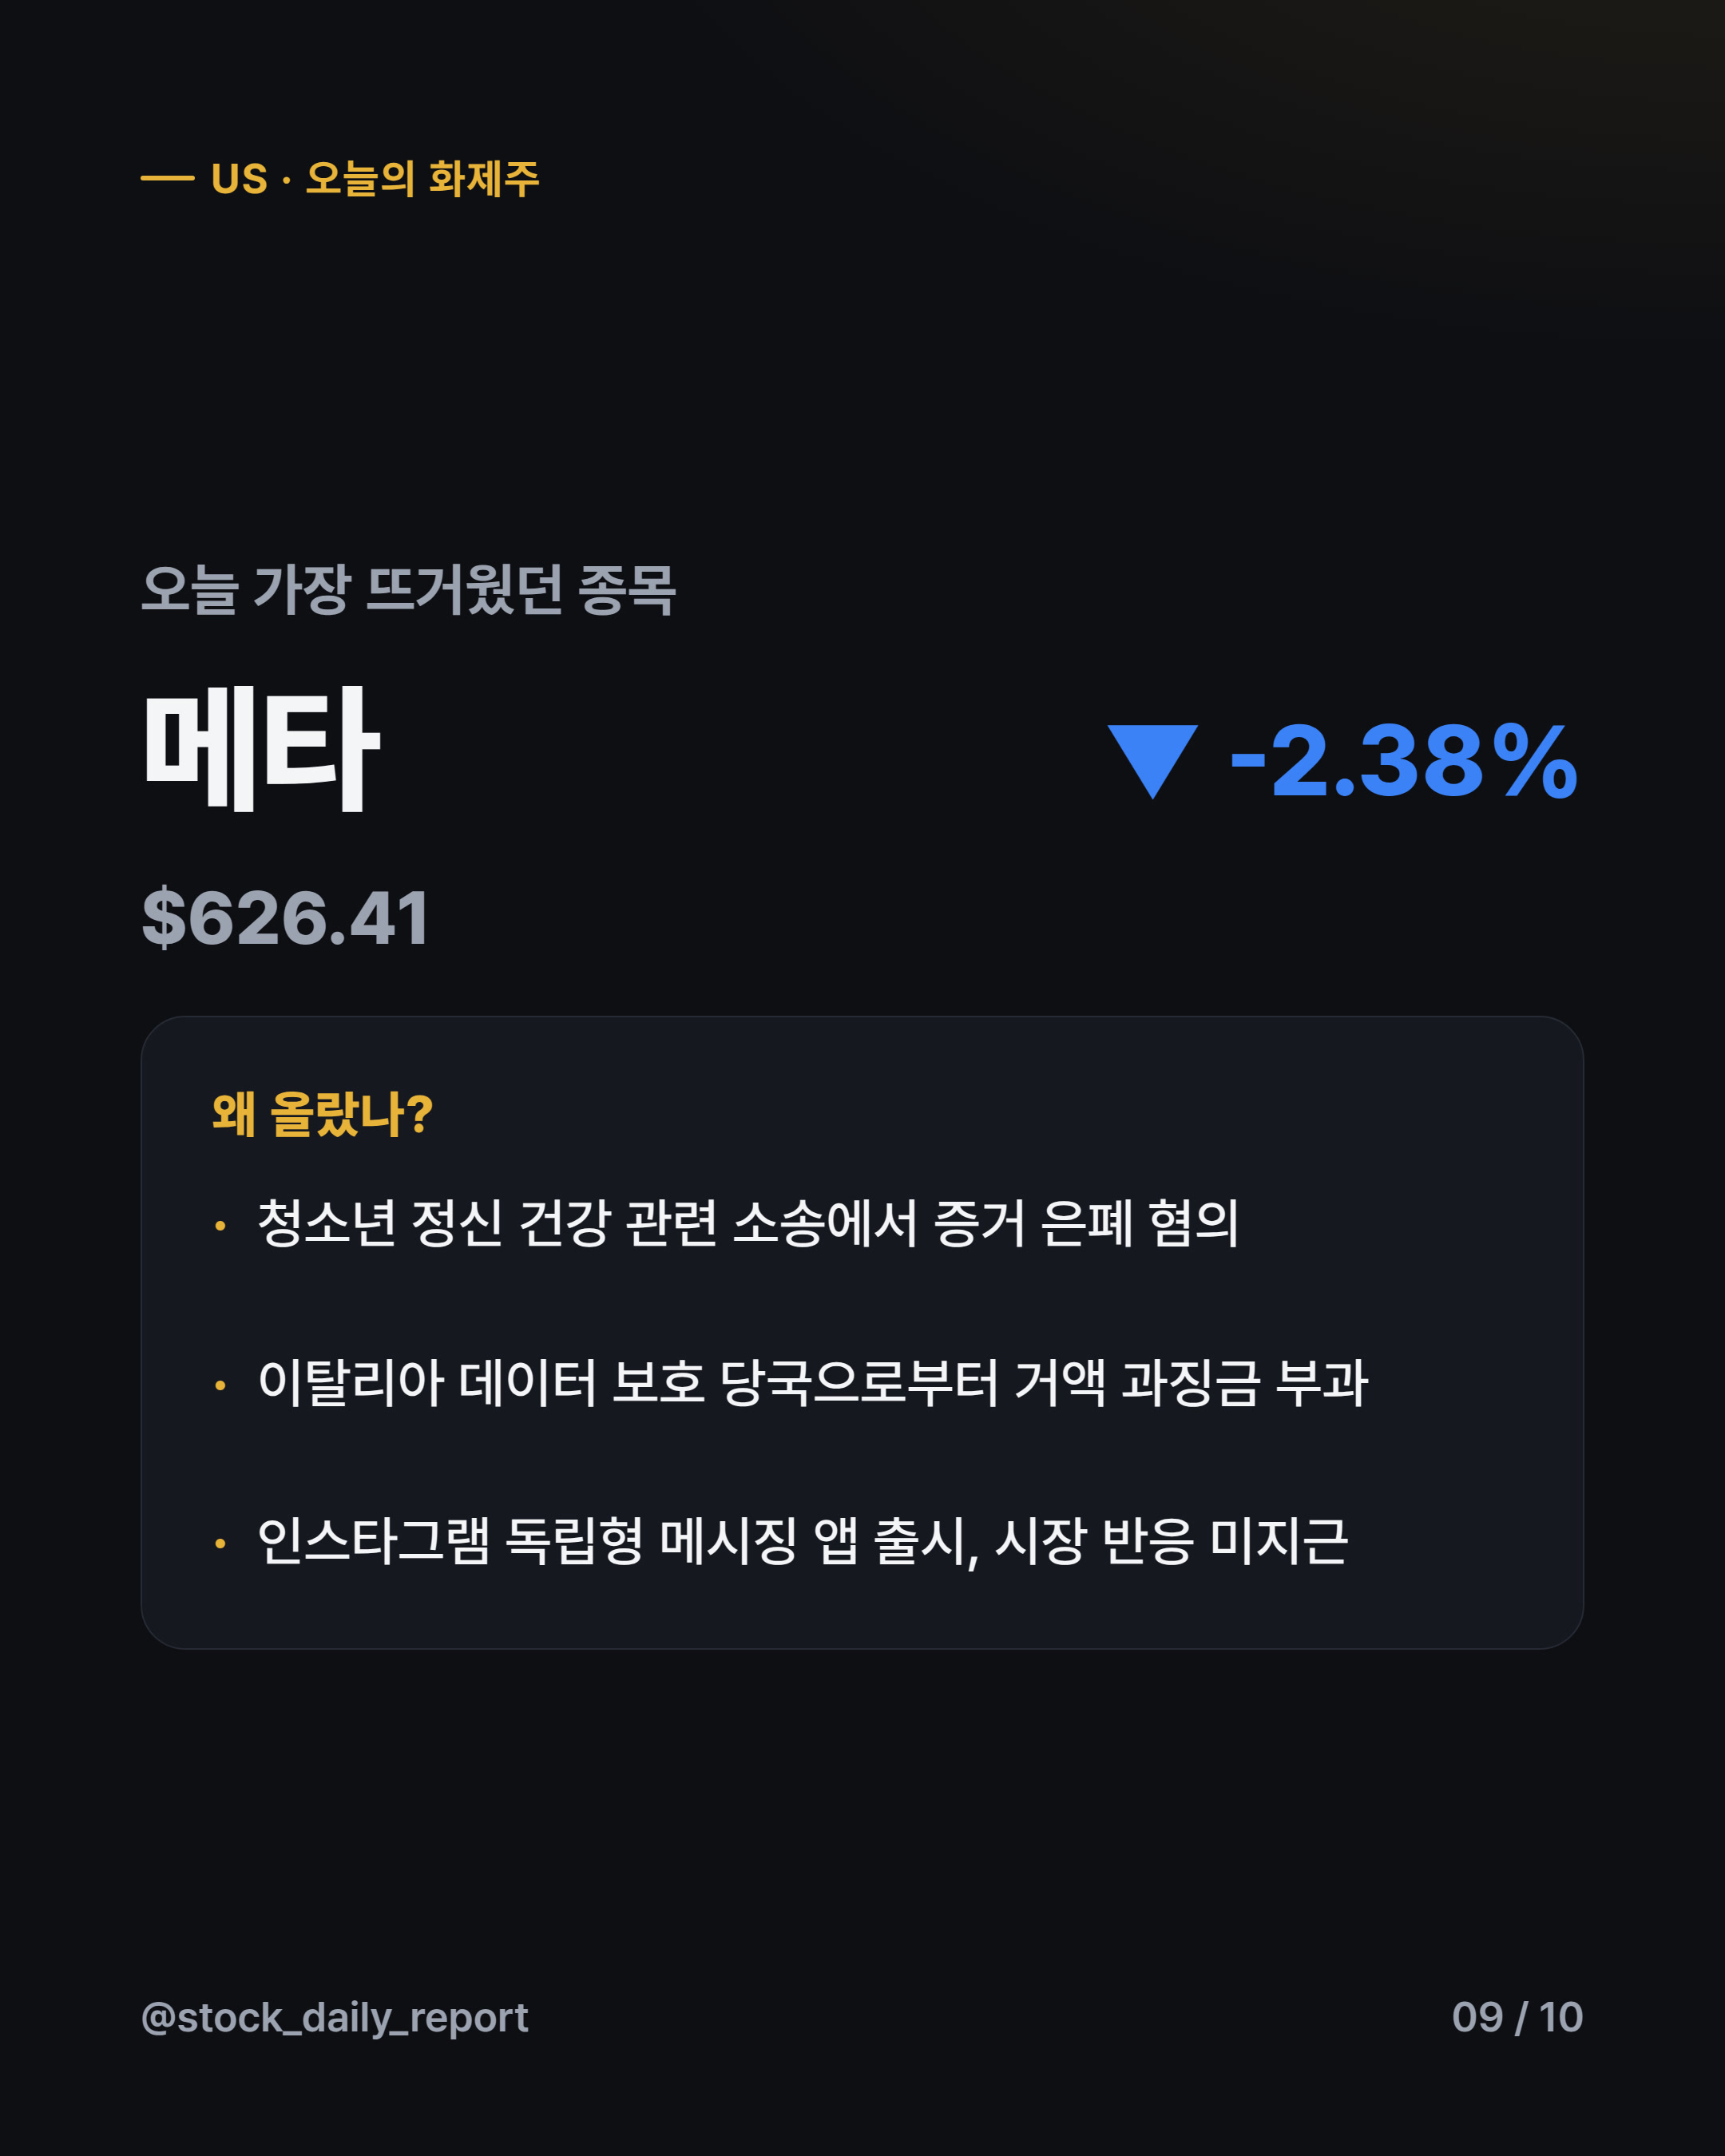 US · 오늘의 화제주
오늘 가장 뜨거웠던 종목
메타
▼ -2.38%
$626.41
왜 올랐나?
• 청소년 정신 건강 관련 소송에서 증거 은폐 혐의
• 이탈리아 데이터 보호 당국으로부터 거액 과징금 부과
• 인스타그램 독립형 메시징 앱 출시, 시장 반응 미지근
@stock_daily_report
09 / 10